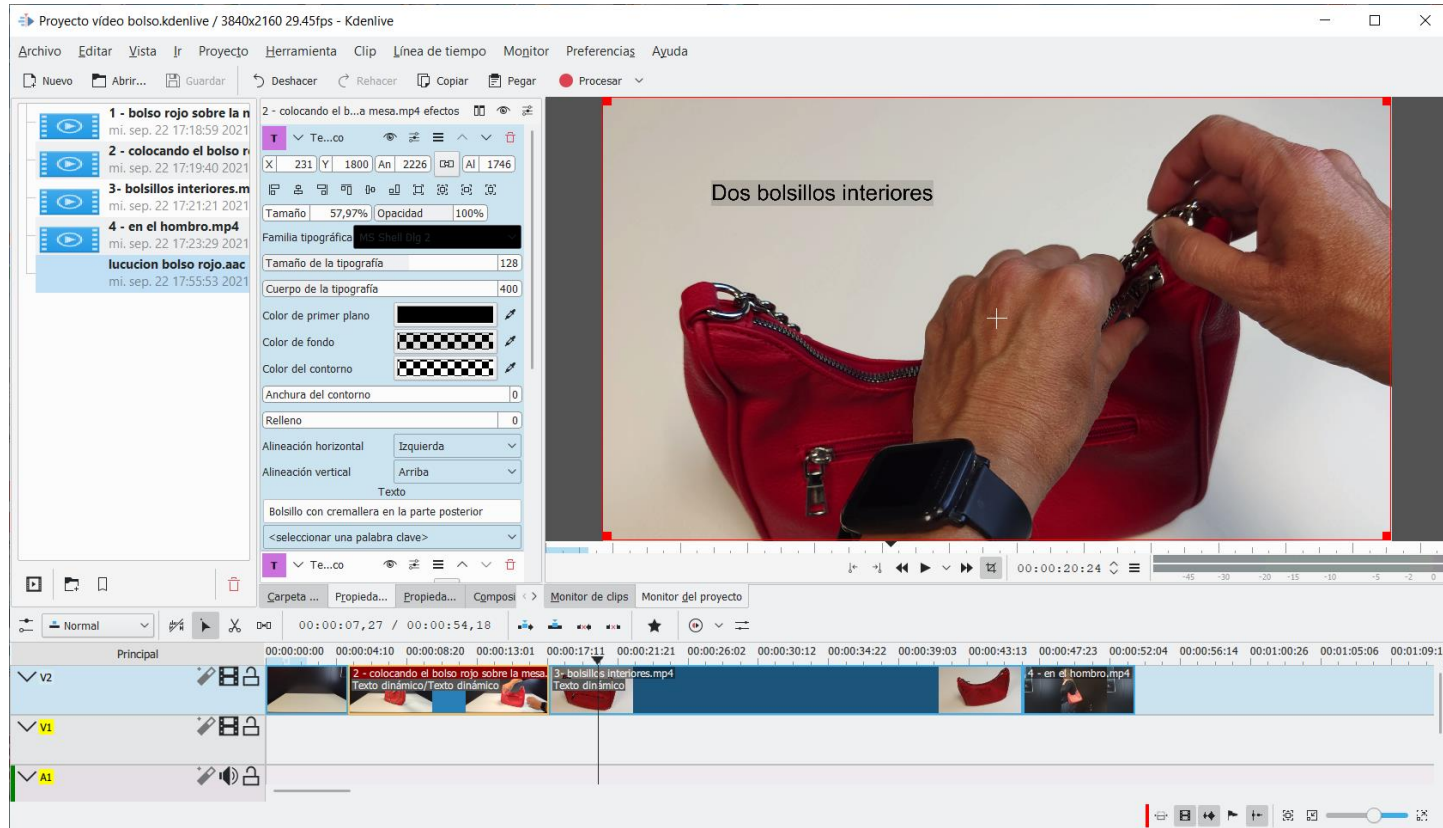 Proyecto vídeo bolso.kdenlive / 3840x2160 29.45fps - Kdenlive
Archivo Editar Vista Ir Proyecto Herramienta Clip Línea de tiempo Monitor Preferencias Ayuda
Nuevo Abrir... Guardar Deshacer Rehacer Copiar Pegar Procesar
1 - bolso rojo sobre la n
mi. sep. 22 17:18:59 2021
2 - colocando el bolso r
mi. sep. 22 17:19:40 2021
3- bolsillos interiores.m
mi. sep. 22 17:21:21 2021
4 - en el hombro.mp4
mi. sep. 22 17:23:29 2021
lucucion bolso rojo.aac
mi. sep. 22 17:55:53 2021
2 - colocando el b...a mesa.mp4 efectos
T Te...co
X 231 Y 1800 An 2226 Al 1746
Tamaño 57,97% Opacidad 100%
Familia tipográfica MS Shell Dlg 2
Tamaño de la tipografía 128
Cuerpo de la tipografía 400
Color de primer plano
Color de fondo
Color del contorno
Anchura del contorno 0
Relleno 0
Alineación horizontal Izquierda
Alineación vertical Arriba
Texto
Bolsillo con cremallera en la parte posterior
<seleccionar una palabra clave>
T Te...co
Dos bolsillos interiores
00:00:20:24
-45 -30 -20 -15 -10 -5 -2 0
Carpeta ... Propieda... Propieda... Composi
Monitor de clips Monitor del proyecto
Normal 00:00:07,27 / 00:00:54,18
Principal
00:00:00:00 00:00:04:10 00:00:08:20 00:00:13:01 00:00:17:11 00:00:21:21 00:00:26:02 00:00:30:12 00:00:34:22 00:00:39:03 00:00:43:13 00:00:47:23 00:00:52:04 00:00:56:14 00:01:00:26 00:01:05:06 00:01:09:1
V2
2 - colocando el bolso rojo sobre la mesa.
Texto dinámico/Texto dinámico
3- bolsillos interiores.mp4
Texto dinámico
4 - en el hombro.mp4
V1
A1